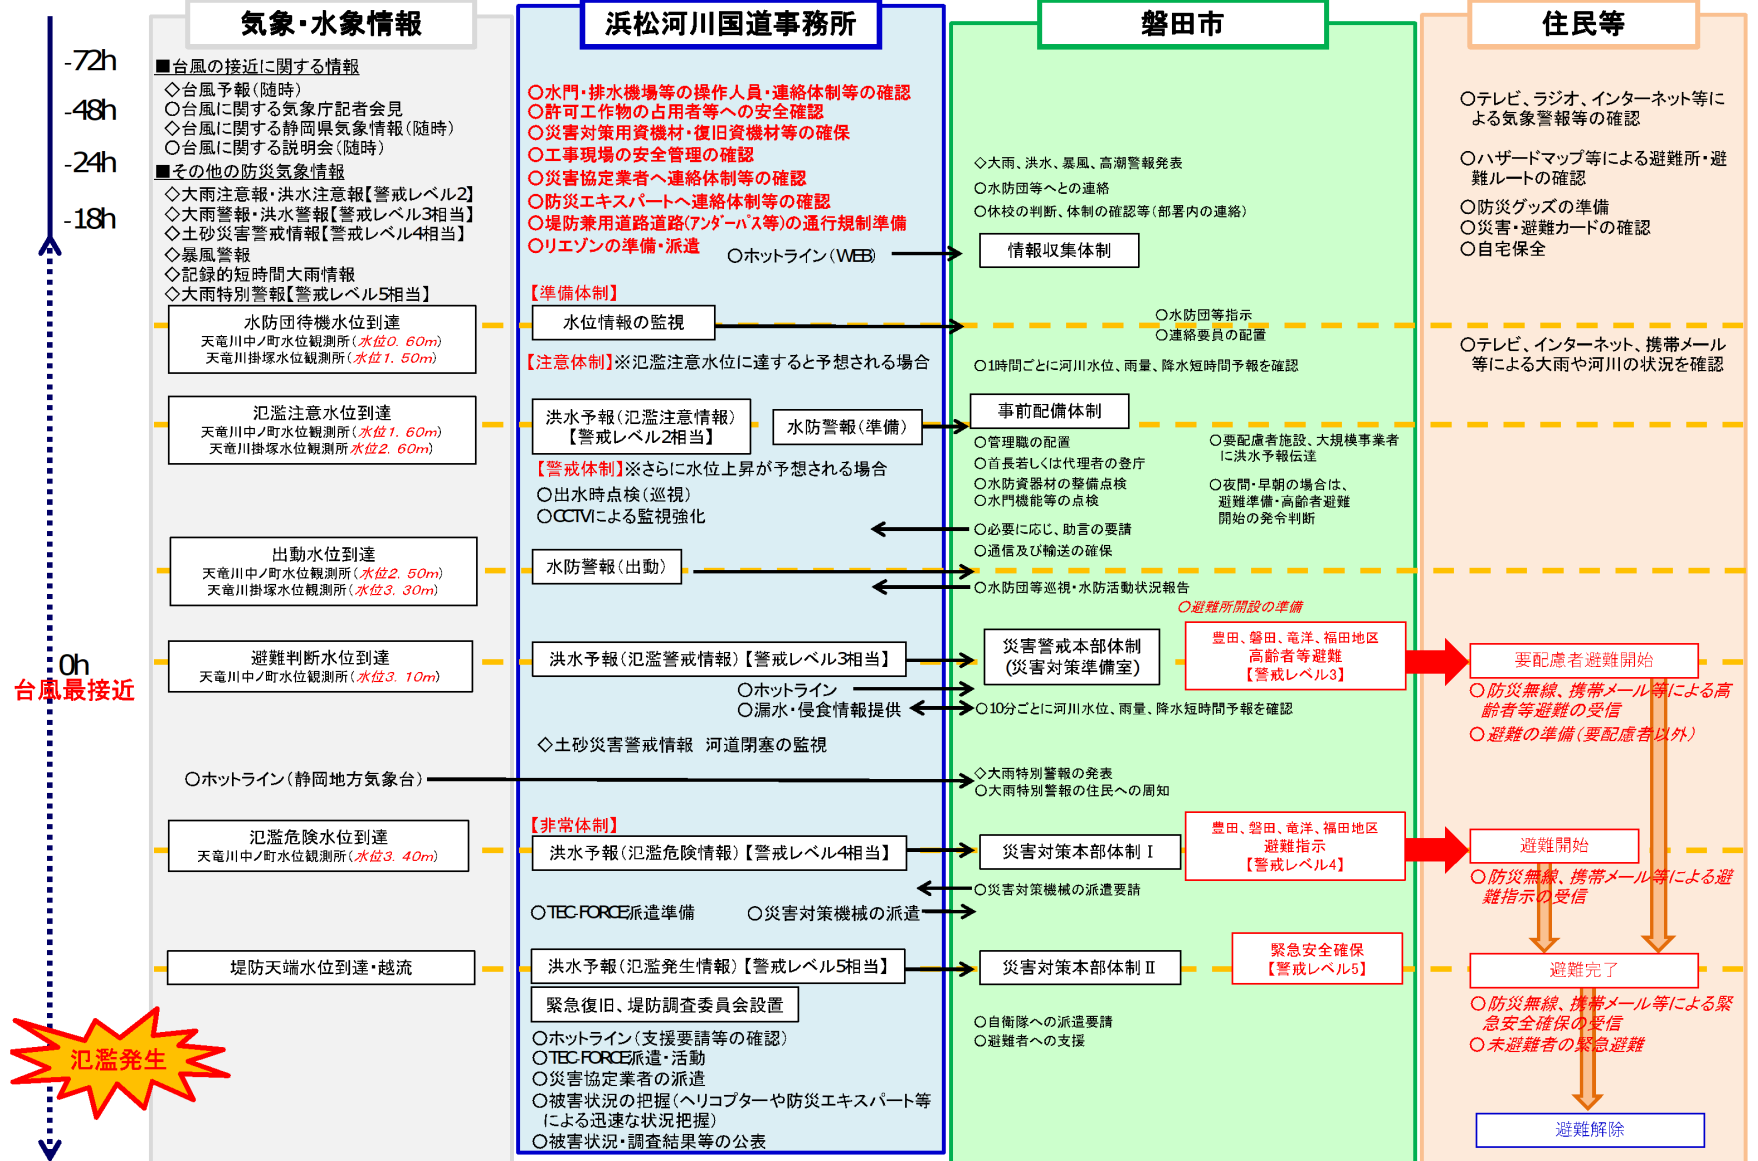 -72h
-48h
-24h
-18h
0h
台風最接近
氾濫発生
気象・水象情報
■台風の接近に関する情報
◇台風予報(随時)
○台風に関する気象庁記者会見
◇台風に関する静岡県気象情報(随時)
○台風に関する説明会(随時)
■その他の防災気象情報
◇大雨注意報・洪水注意報【警戒レベル2】
◇大雨警報・洪水警報【警戒レベル3相当】
◇土砂災害警戒情報【警戒レベル4相当】
◇暴風警報
◇記録的短時間大雨情報
◇大雨特別警報【警戒レベル5相当】
水防団待機水位到達
天竜川中ノ町水位観測所(水位0.60m)
天竜川掛塚水位観測所(水位1.50m)
氾濫注意水位到達
天竜川中ノ町水位観測所(水位1.60m)
天竜川掛塚水位観測所水位2.60m)
出動水位到達
天竜川中ノ町水位観測所(水位2.50m)
天竜川掛塚水位観測所(水位3.30m)
避難判断水位到達
天竜川中ノ町水位観測所(水位3.10m)
○ホットライン(静岡地方気象台)
氾濫危険水位到達
天竜川中ノ町水位観測所(水位3.40m)
堤防天端水位到達・越流
浜松河川国道事務所
○水門・排水機場等の操作人員・連絡体制等の確認
○許可工作物の占用者等への安全確認
○災害対策用資機材・復旧資機材等の確保
○工事現場の安全管理の確認
○災害協定業者へ連絡体制等の確認
○防災エキスパートへ連絡体制等の確認
○堤防兼用道路道路(アンダーパス等)の通行規制準備
○リエゾンの準備・派遣
○ホットライン(WEB)
【準備体制】
水位情報の監視
【注意体制】※氾濫注意水位に達すると予想される場合
洪水予報(氾濫注意情報)
【警戒レベル2相当】
水防警報(準備)
【警戒体制】※さらに水位上昇が予想される場合
○出水時点検(巡視)
○CCTVによる監視強化
水防警報(出動)
洪水予報(氾濫警戒情報)【警戒レベル3相当】
○ホットライン
○漏水・侵食情報提供
◇土砂災害警戒情報 河道閉塞の監視
【非常体制】
洪水予報(氾濫危険情報)【警戒レベル4相当】
○TEC-FORCE派遣準備
○災害対策機械の派遣
洪水予報(氾濫発生情報)【警戒レベル5相当】
緊急復旧、堤防調査委員会設置
○ホットライン(支援要請等の確認)
○TEC-FORCE派遣・活動
○災害協定業者の派遣
○被害状況の把握(ヘリコプターや防災エキスパート等
による迅速な状況把握)
○被害状況・調査結果等の公表
磐田市
◇大雨、洪水、暴風、高潮警報発表
○水防団等へとの連絡
○休校の判断、体制の確認等(部署内の連絡)
情報収集体制
○水防団等指示
○連絡要員の配置
○1時間ごとに河川水位、雨量、降水短時間予報を確認
事前配備体制
○管理職の配置
○首長若しくは代理者の登庁
○水防資器材の整備点検
○水門機能等の点検
○要配慮者施設、大規模事業者
に洪水予報伝達
○夜間・早朝の場合は、
避難準備・高齢者避難
開始の発令判断
○必要に応じ、助言の要請
○通信及び輸送の確保
○水防団等巡視・水防活動状況報告
○避難所開設の準備
災害警戒本部体制
(災害対策準備室)
豊田、磐田、竜洋、福田地区
高齢者等避難
【警戒レベル3】
○10分ごとに河川水位、雨量、降水短時間予報を確認
◇大雨特別警報の発表
○大雨特別警報の住民への周知
災害対策本部体制Ⅰ
豊田、磐田、竜洋、福田地区
避難指示
【警戒レベル4】
○災害対策機械の派遣要請
災害対策本部体制Ⅱ
緊急安全確保
【警戒レベル5】
○自衛隊への派遣要請
○避難者への支援
住民等
○テレビ、ラジオ、インターネット等に
よる気象警報等の確認
○ハザードマップ等による避難所・避
難ルートの確認
○防災グッズの準備
○災害・避難カードの確認
○自宅保全
○テレビ、インターネット、携帯メール
等による大雨や河川の状況を確認
要配慮者避難開始
○防災無線、携帯メール等による高
齢者等避難の受信
○避難の準備(要配慮者以外)
避難開始
○防災無線、携帯メール等による避
難指示の受信
避難完了
○防災無線、携帯メール等による緊
急安全確保の受信
○未避難者の緊急避難
避難解除